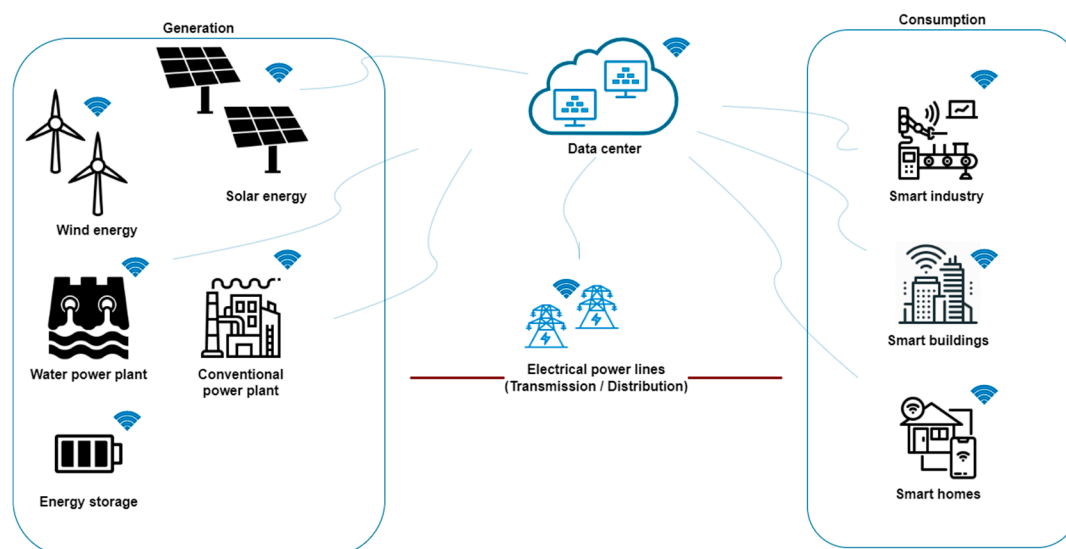 Generation
Consumption
Solar energy
Wind energy
Data center
Smart industry
Water power plant
Conventional
power plant
Electrical power lines
(Transmission / Distribution)
Smart buildings
Energy storage
Smart homes